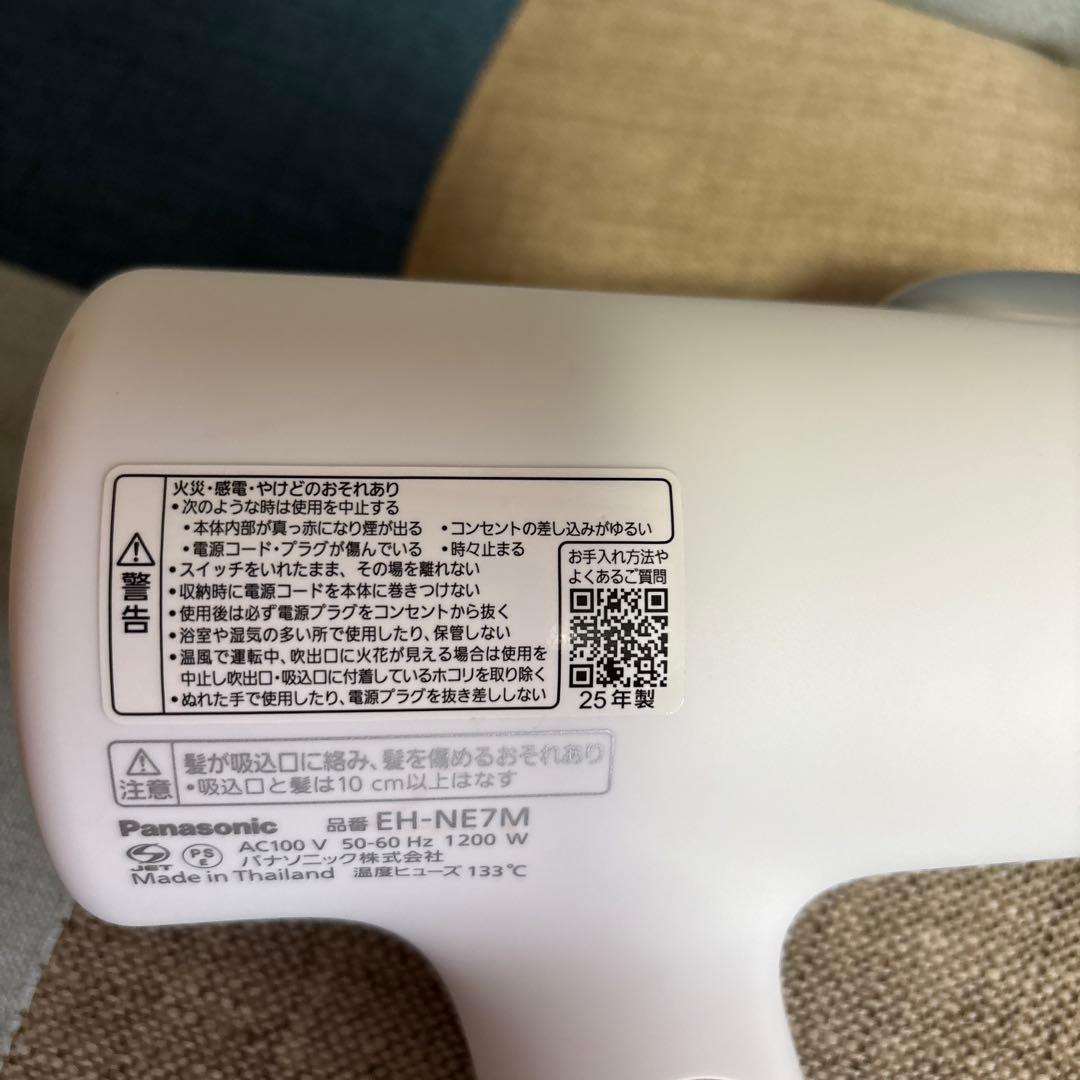 警告
火災・感電・やけどのおそれあり
・次のような時は使用を中止する
・本体内部が真っ赤になり煙が出る ・コンセントの差し込みがゆるい
・電源コード・プラグが傷んでいる ・時々止まる
・スイッチをいれたまま、その場を離れない
・収納時に電源コードを本体に巻きつけない
・使用後は必ず電源プラグをコンセントから抜く
・浴室や湿気の多い所で使用したり、保管しない
・温風で運転中、吹出口に火花が見える場合は使用を
中止し吹出口・吸込口に付着しているホコリを取り除く
・ぬれた手で使用したり、電源プラグを抜き差ししない
お手入れ方法や
よくあるご質問
25年製
注意
髪が吸込口に絡み、髪を傷めるおそれあり
・吸込口と髪は10 cm以上はなす
Panasonic 品番 EH-NE7M
AC100 V 50-60 Hz 1200 W
JET PS E パナソニック株式会社
Made in Thailand 温度ヒューズ 133℃